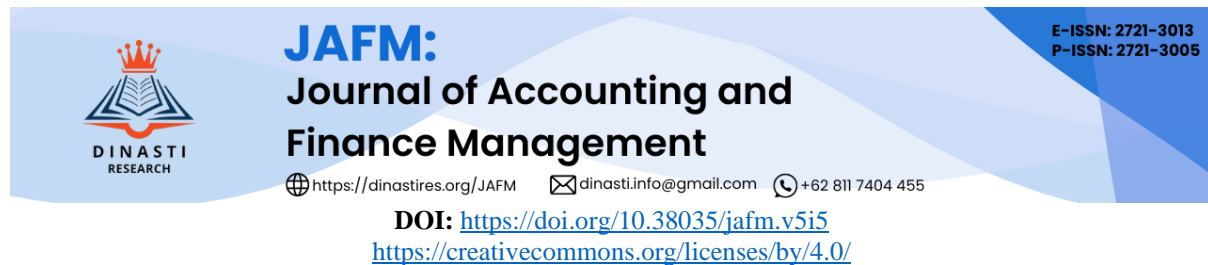 JAFM:
Journal of Accounting and
Finance Management
E-ISSN: 2721-3013
P-ISSN: 2721-3005
DINASTI
RESEARCH
https://dinastires.org/JAFM dinasti.info@gmail.com +62 811 7404 455
DOI: https://doi.org/10.38035/jafm.v5i5
https://creativecommons.org/licenses/by/4.0/